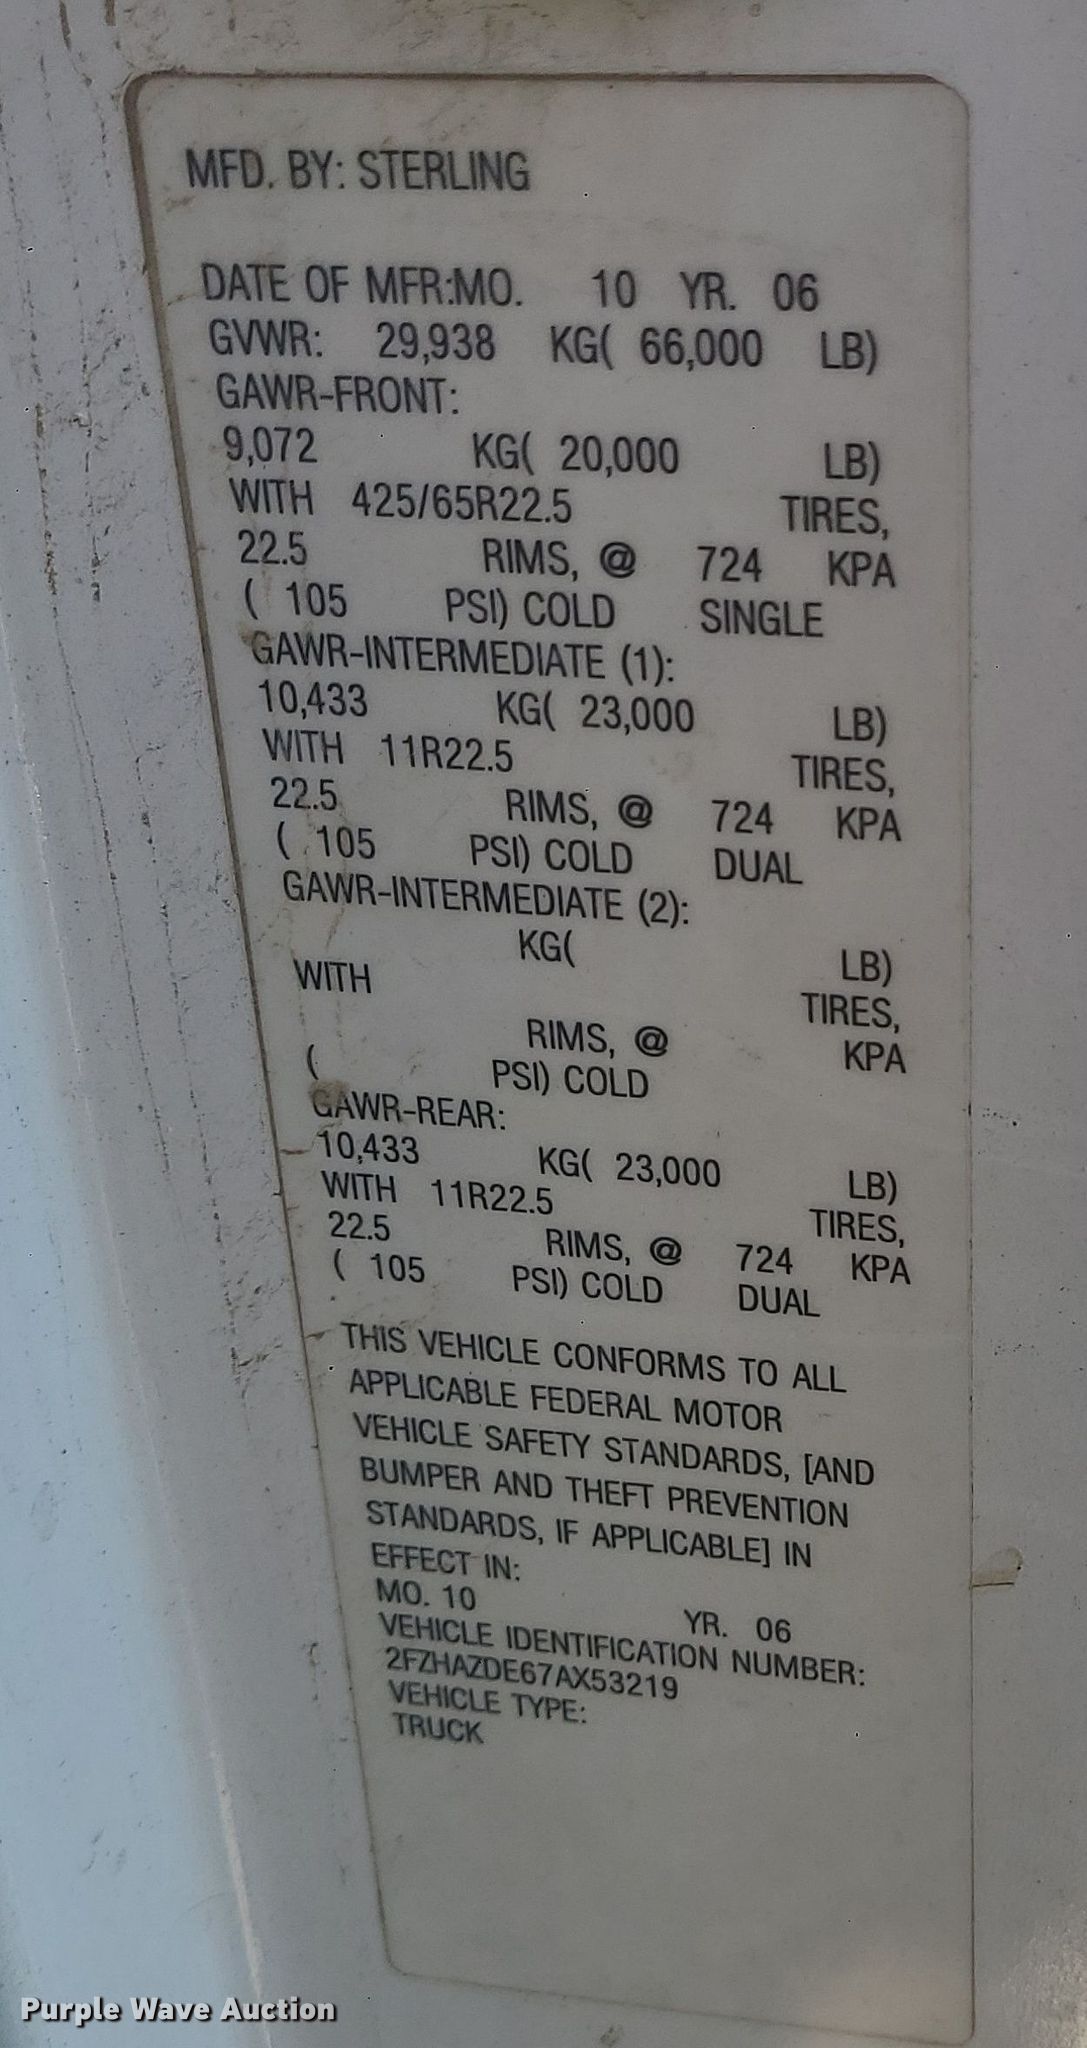 MFD. BY: STERLING
DATE OF MFR:MO. 10 YR. 06
GVWR: 29,938 KG( 66,000 LB)
GAWR-FRONT:
9,072 KG( 20,000 LB)
WITH 425/65R22.5 TIRES,
22.5 RIMS, @ 724 KPA
( 105 PSI) COLD SINGLE
GAWR-INTERMEDIATE (1):
10,433 KG( 23,000 LB)
WITH 11R22.5 TIRES,
22.5 RIMS, @ 724 KPA
( 105 PSI) COLD DUAL
GAWR-INTERMEDIATE (2):
KG( LB)
WITH TIRES,
RIMS, @ KPA
( PSI) COLD
GAWR-REAR:
10,433 KG( 23,000 LB)
WITH 11R22.5 TIRES,
22.5 RIMS, @ 724 KPA
( 105 PSI) COLD DUAL
THIS VEHICLE CONFORMS TO ALL
APPLICABLE FEDERAL MOTOR
VEHICLE SAFETY STANDARDS, [AND
BUMPER AND THEFT PREVENTION
STANDARDS, IF APPLICABLE] IN
EFFECT IN:
MO. 10 YR. 06
VEHICLE IDENTIFICATION NUMBER:
2FZHAZDE67AX53219
VEHICLE TYPE:
TRUCK
Purple Wave Auction